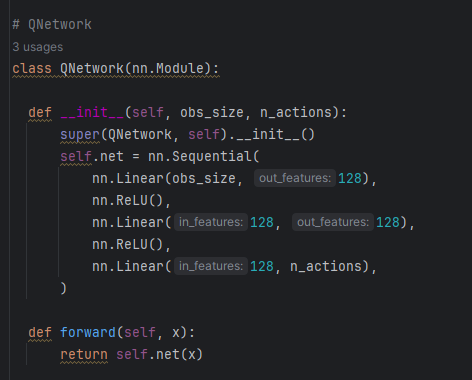 # QNetwork
3 usages
class QNetwork(nn.Module):
def __init__(self, obs_size, n_actions):
super(QNetwork, self).__init__()
self.net = nn.Sequential(
nn.Linear(obs_size, out_features: 128),
nn.ReLU(),
nn.Linear(in_features: 128, out_features: 128),
nn.ReLU(),
nn.Linear(in_features: 128, n_actions),
)
def forward(self, x):
return self.net(x)